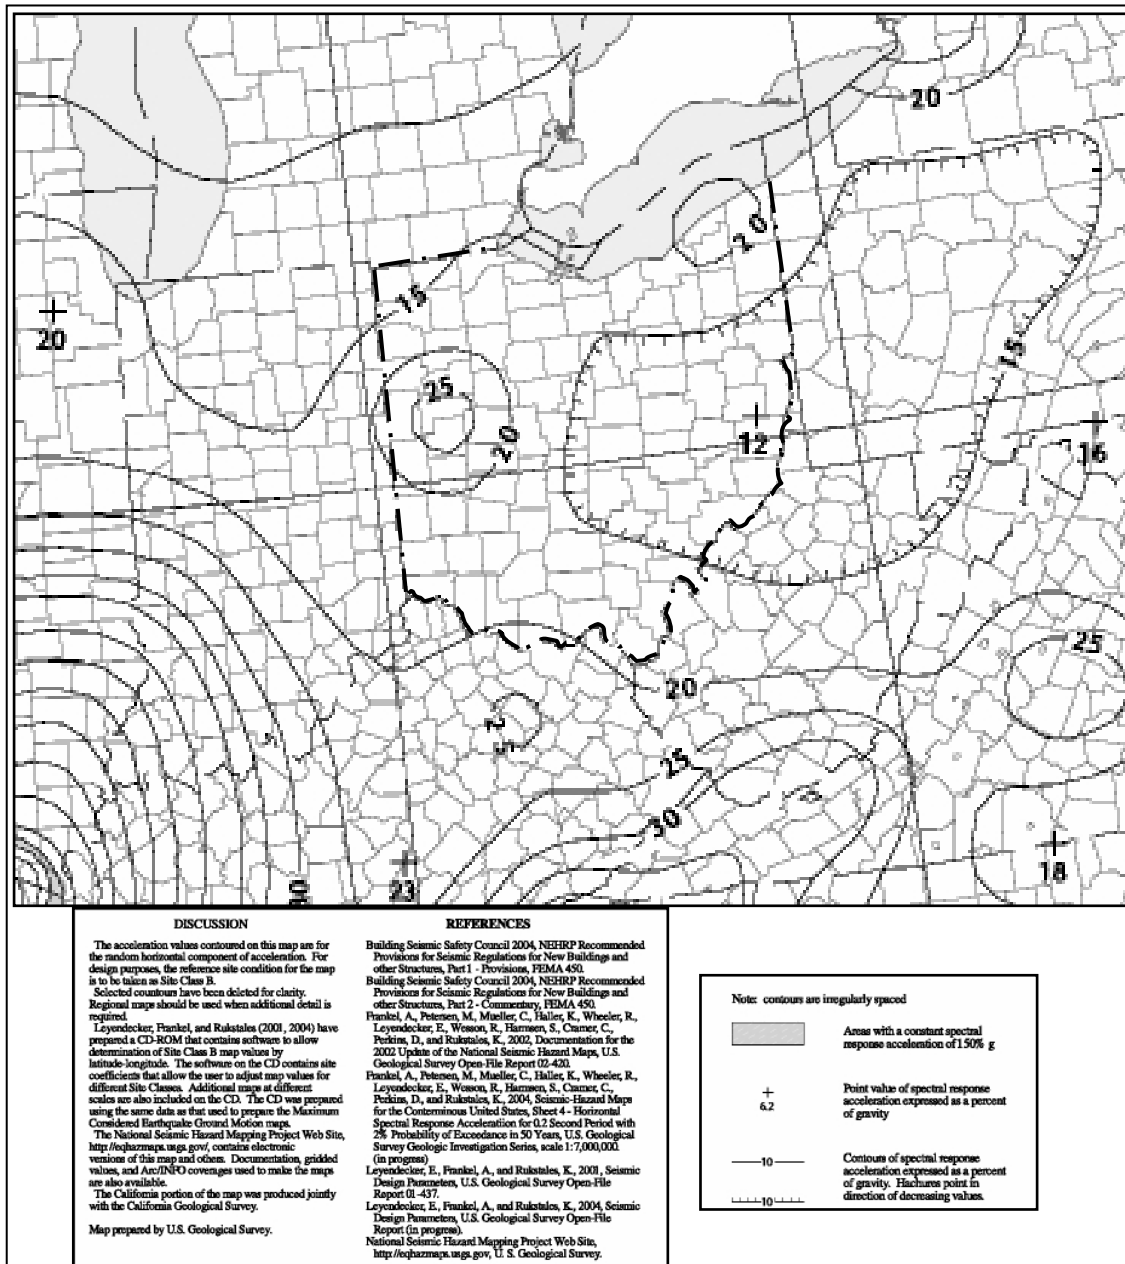 20
20
15
20
25
20
15
12
16
20
25
25
25
30
30
23
18
DISCUSSION
The acceleration values contoured on this map are for
the random horizontal component of acceleration. For
design purposes, the reference site condition for the map
is to be taken as Site Class B.
Selected countours have been deleted for clarity.
Regional maps should be used when additional detail is
required.
Leyendecker, Frankel, and Rukstales (2001, 2004) have
prepared a CD-ROM that contains software to allow
determination of Site Class B map values by
latitude-longitude. The software on the CD contains site
coefficients that allow the user to adjust map values for
different Site Classes. Additional maps at different
scales are also included on the CD. The CD was prepared
using the same data as that used to prepare the Maximum
Considered Earthquake Ground Motion maps.
The National Seismic Hazard Mapping Project Web Site,
http://eqhazmaps.usgs.gov/, contains electronic
versions of this map and others. Documentation, gridded
values, and Arc/INFO coverages used to make the maps
are also available.
The California portion of the map was produced jointly
with the California Geological Survey.
Map prepared by U.S. Geological Survey.
REFERENCES
Building Seismic Safety Council 2004, NEHRP Recommended
Provisions for Seismic Regulations for New Buildings and
other Structures, Part 1 - Provisions, FEMA 450.
Building Seismic Safety Council 2004, NEHRP Recommended
Provisions for Seismic Regulations for New Buildings and
other Structures, Part 2 - Commentary, FEMA 450.
Frankel, A., Petersen, M., Mueller, C., Haller, K., Wheeler, R.,
Leyendecker, E., Wesson, R., Harmsen, S., Cramer, C.,
Perkins, D., and Rukstales, K., 2002, Documentation for the
2002 Update of the National Seismic Hazard Maps, U.S.
Geological Survey Open-File Report 02-420.
Frankel, A., Petersen, M., Mueller, C., Haller, K., Wheeler, R.,
Leyendecker, E., Wesson, R., Harmsen, S., Cramer, C.,
Perkins, D., and Rukstales, K., 2004, Seismic-Hazard Maps
for the Conterminous United States, Sheet 4 - Horizontal
Spectral Response Acceleratiion for 0.2 Second Period with
2% Probability of Exceedance in 50 Years, U.S. Geological
Survey Geologic Investigation Series, scale 1:7,000,000.
(in progress)
Leyendecker, E., Frankel, A., and Rukstales, K., 2001, Seismic
Design Parameters, U.S. Geological Survey Open-File
Report 01-437.
Leyendecker, E., Frankel, A., and Rukstales, K., 2004, Seismic
Design Parameters, U.S. Geological Survey Open-File
Report (in progress).
National Seismic Hazard Mapping Project Web Site,
http://eqhazmaps.usgs.gov, U. S. Geological Survey.
Note: contours are irregularly spaced
Areas with a constant spectral
response acceleration of 150% g
6.2
Point value of spectral response
acceleration expressed as a percent
of gravity
10
Contours of spectral response
acceleration expressed as a percent
of gravity. Hachures point in
direction of decreasing values.
10